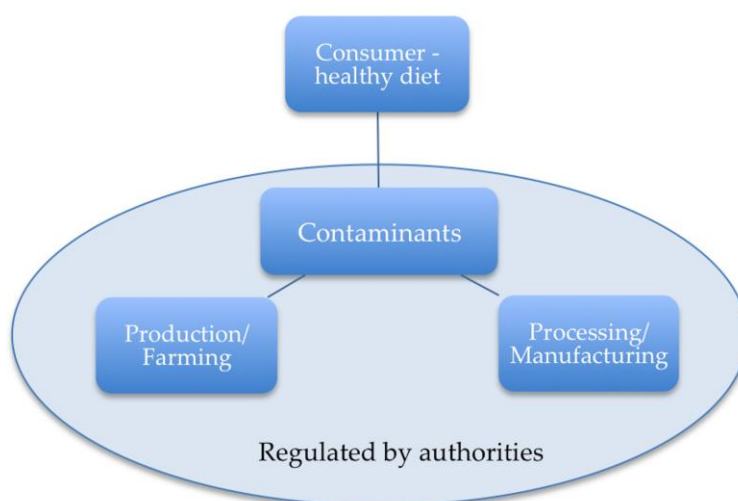 Consumer -
healthy diet
Contaminants
Production/
Farming
Processing/
Manufacturing
Regulated by authorities